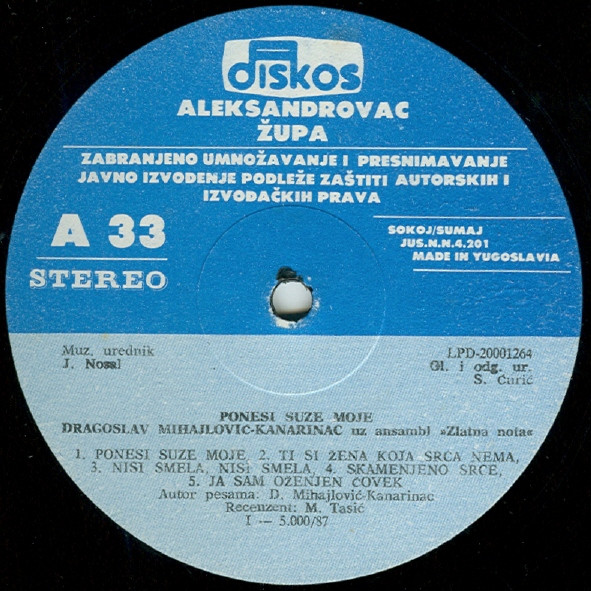 diskos
ALEKSANDROVAC
ŽUPA
ZABRANJENO UMNOŽAVANJE I PRESNIMAVANJE
JAVNO IZVOĐENJE PODLEŽE ZAŠTITI AUTORSKIH I
IZVOĐAČKIH PRAVA
A 33
STEREO
SOKOJ/SUMAJ
JUS.N.N.4.201
MADE IN YUGOSLAVIA
Muz. urednik
J. Nosal
LPD-20001264
Gl. i odg. ur.
S. Ćurić
PONESI SUZE MOJE
DRAGOSLAV MIHAJLOVIĆ-KANARINAC uz ansambl »Zlatna nota«
1. PONESI SUZE MOJE, 2. TI SI ŽENA KOJA SRCA NEMA,
3. NISI SMELA, NISI SMELA, 4. SKAMENJENO SRCE,
5. JA SAM OŽENJEN ČOVEK
Autor pesama: D. Mihajlović-Kanarinac
Recenzent: M. Tasić
I — 5.000/87